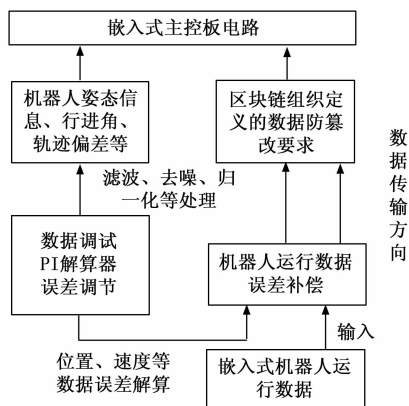 嵌入式主控板电路
机器人姿态信
息、行进角、
轨迹偏差等
区块链组织定
义的数据防篡
改要求
数据传输方向
滤波、去噪、归
一化等处理
数据调试
PI解算器
误差调节
机器人运行数据
误差补偿
输入
位置、速度等
数据误差解算
嵌入式机器人运
行数据